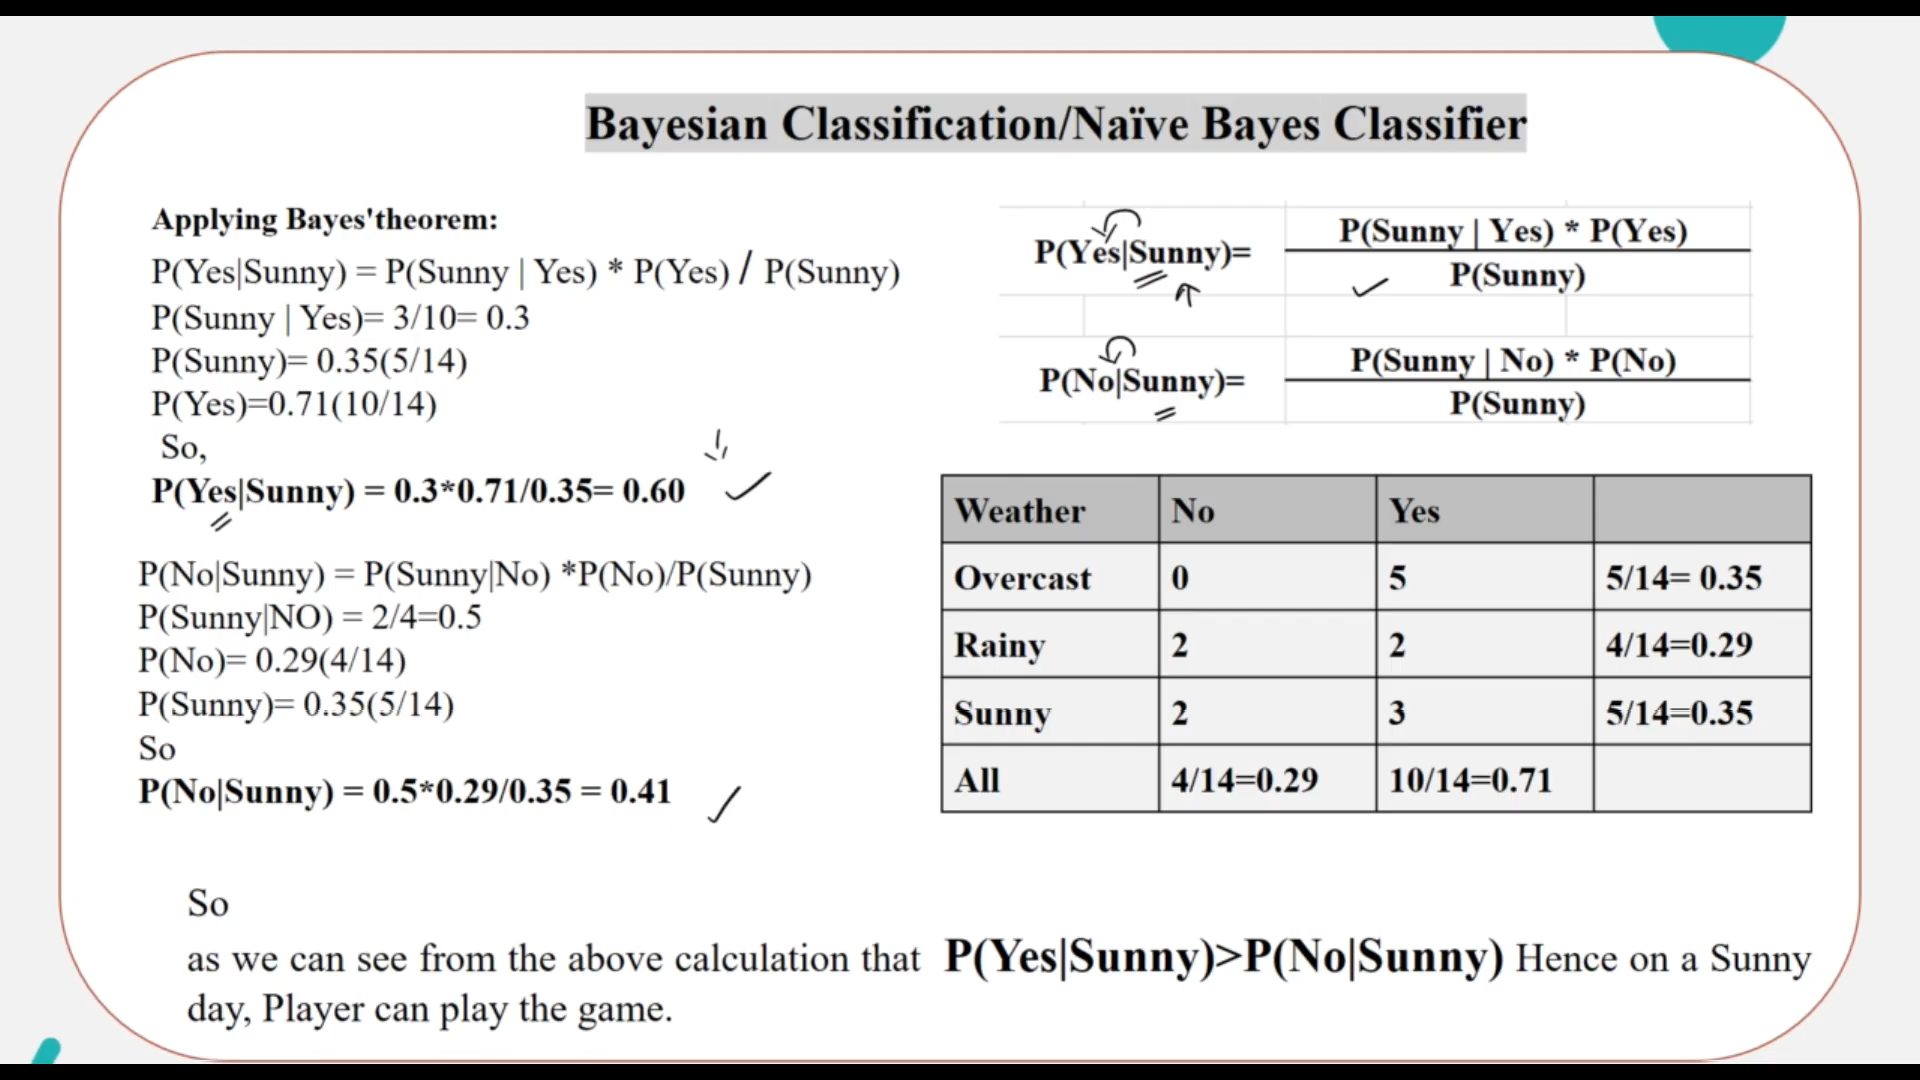 Bayesian Classification/Naïve Bayes Classifier
Applying Bayes'theorem:
P(Yes|Sunny) = P(Sunny | Yes) * P(Yes) / P(Sunny)
P(Sunny | Yes)= 3/10= 0.3
P(Sunny)= 0.35(5/14)
P(Yes)=0.71(10/14)
So,
P(Yes|Sunny) = 0.3*0.71/0.35= 0.60
P(No|Sunny) = P(Sunny|No) *P(No)/P(Sunny)
P(Sunny|NO) = 2/4=0.5
P(No)= 0.29(4/14)
P(Sunny)= 0.35(5/14)
So
P(No|Sunny) = 0.5*0.29/0.35 = 0.41
P(Yes|Sunny)= P(Sunny | Yes) * P(Yes)
P(Sunny)
P(No|Sunny)= P(Sunny | No) * P(No)
P(Sunny)
Weather No Yes
Overcast 0 5 5/14= 0.35
Rainy 2 2 4/14=0.29
Sunny 2 3 5/14=0.35
All 4/14=0.29 10/14=0.71
So
as we can see from the above calculation that P(Yes|Sunny)>P(No|Sunny) Hence on a Sunny
day, Player can play the game.